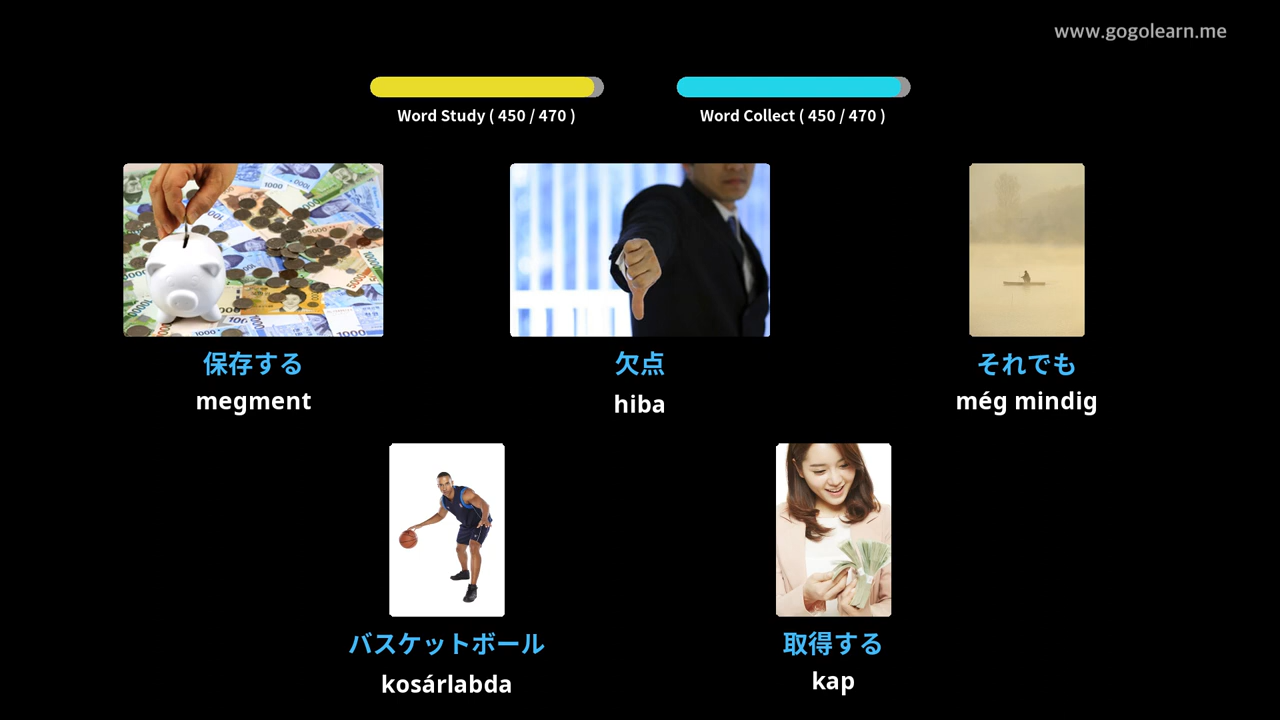 www.gogolearn.me
Word Study ( 450 / 470 )
Word Collect ( 450 / 470 )
保存する
megment
欠点
hiba
それでも
még mindig
バスケットボール
kosárlabda
取得する
kap